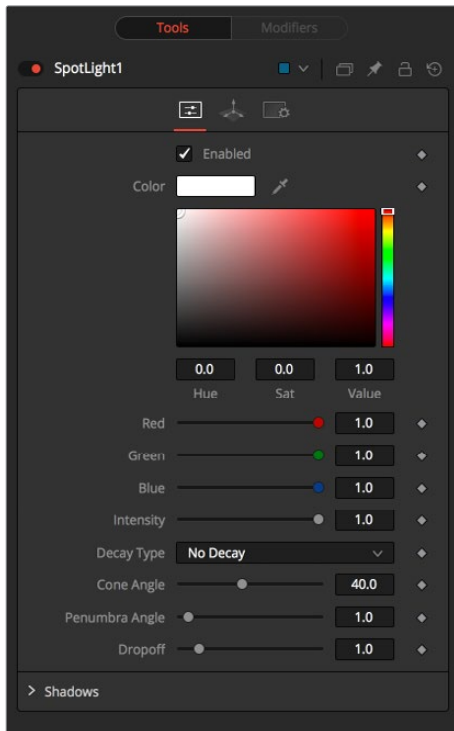 Tools Modifiers
SpotLight1
Enabled
Color
0.0 0.0 1.0
Hue Sat Value
Red 1.0
Green 1.0
Blue 1.0
Intensity 1.0
Decay Type No Decay
Cone Angle 40.0
Penumbra Angle 1.0
Dropoff 1.0
Shadows